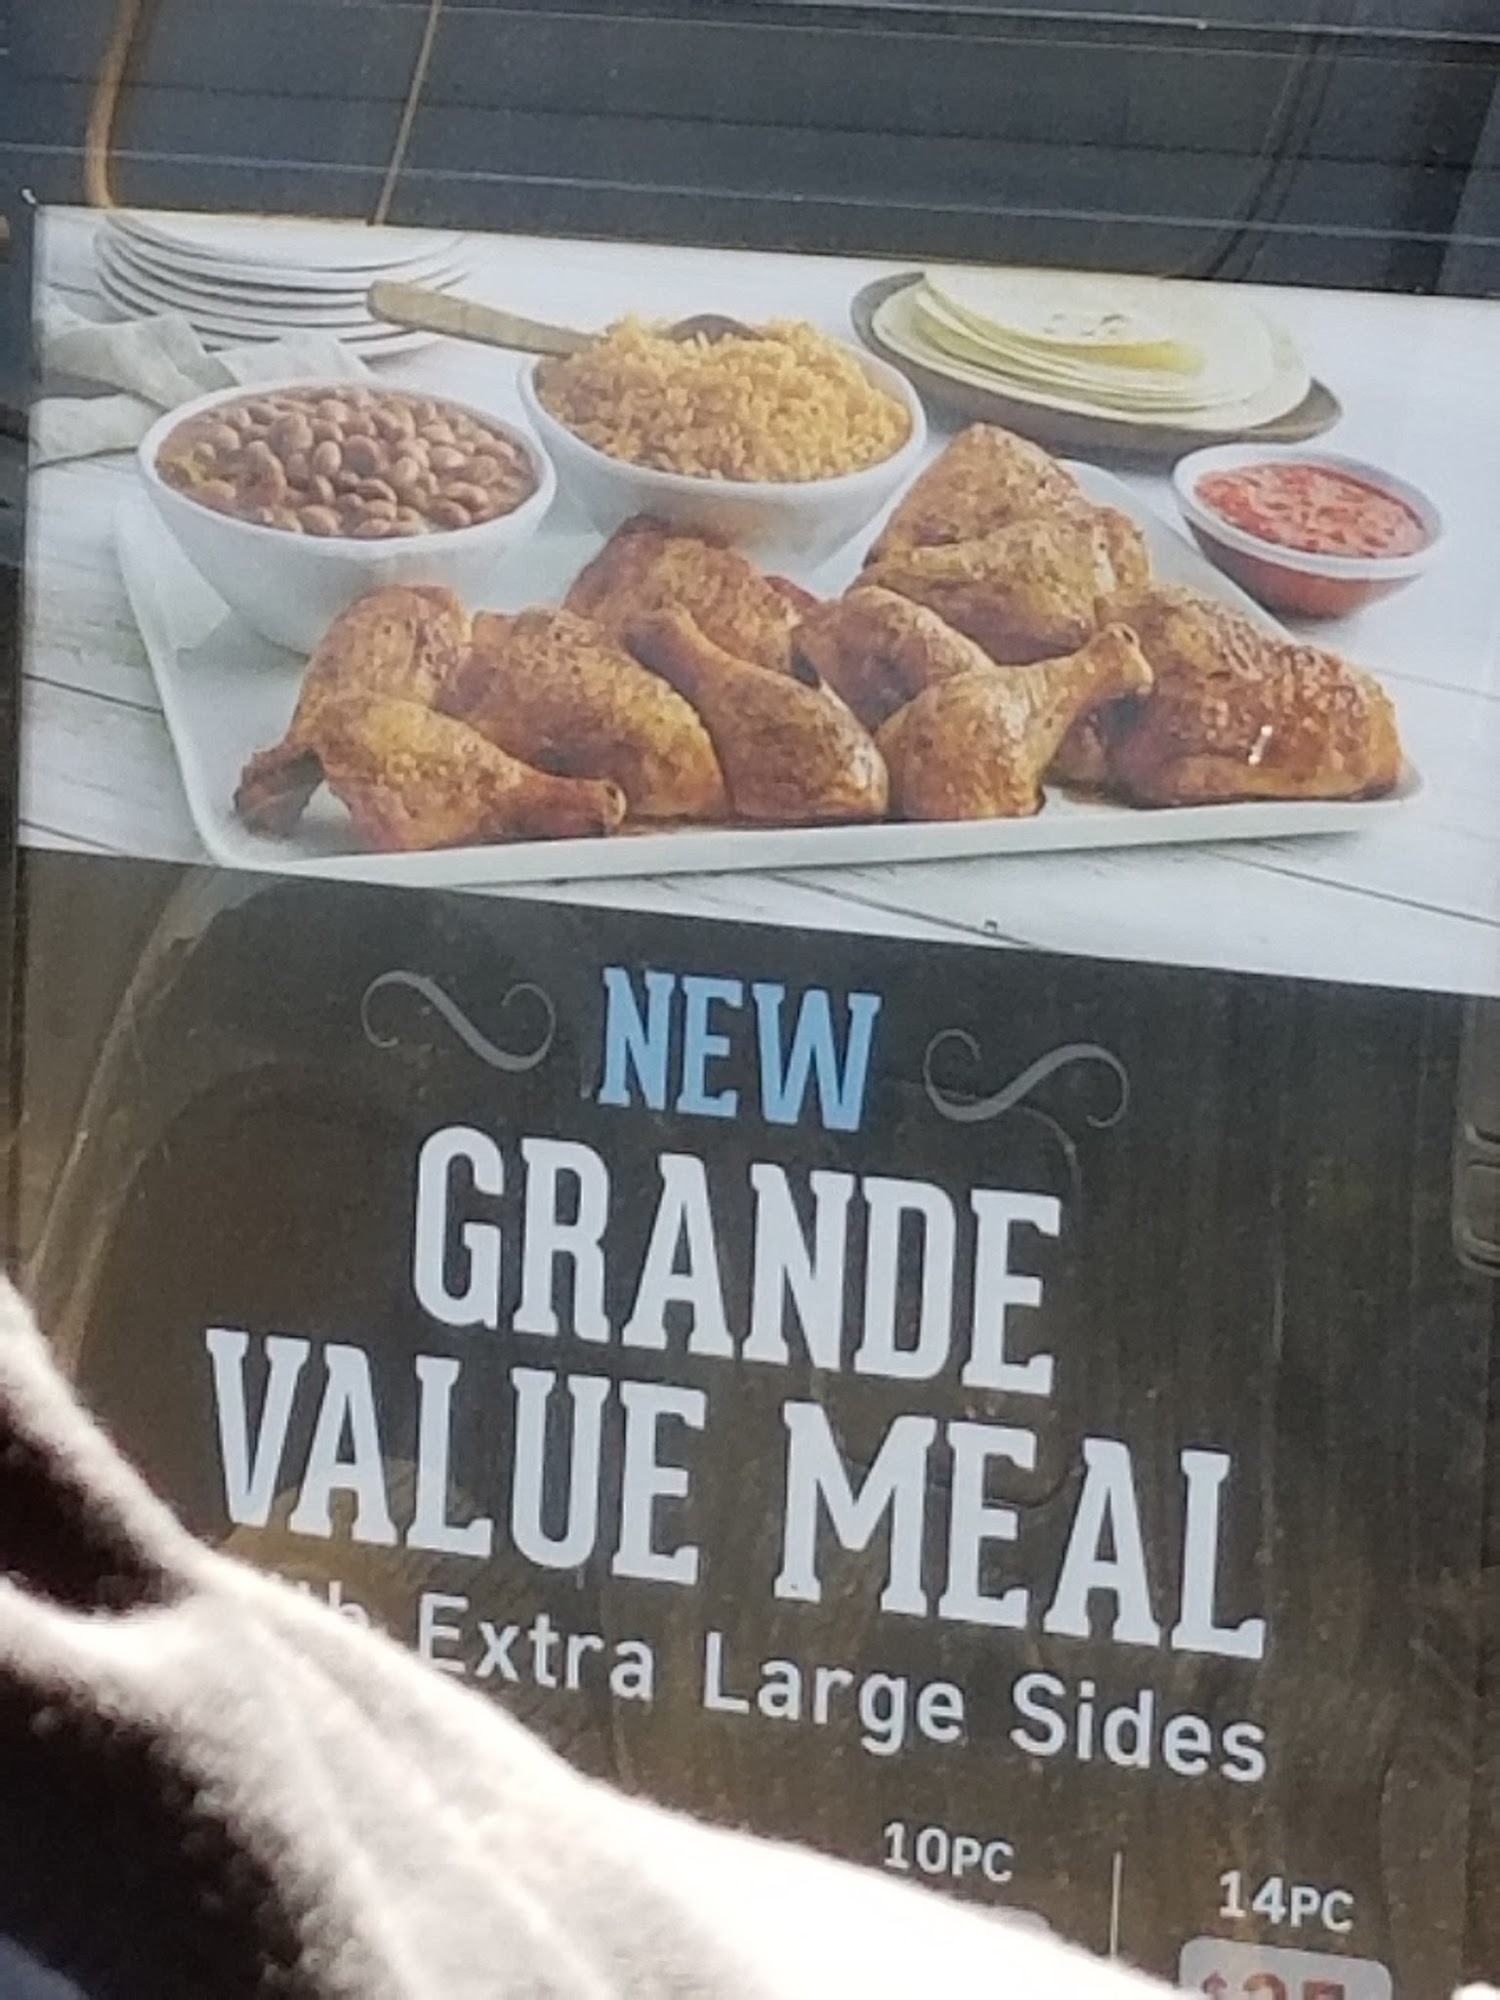 NEW
GRANDE
VALUE MEAL
Extra Large Sides
10PC
14PC